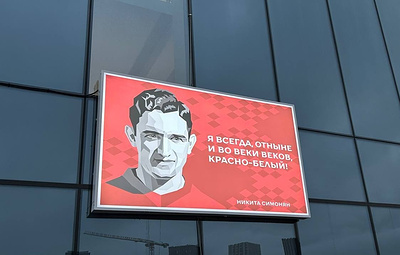 Я ВСЕГДА, ОТНЫНЕ
И ВО ВЕКИ ВЕКОВ,
КРАСНО-БЕЛЫЙ!
НИКИТА СИМОНЯН